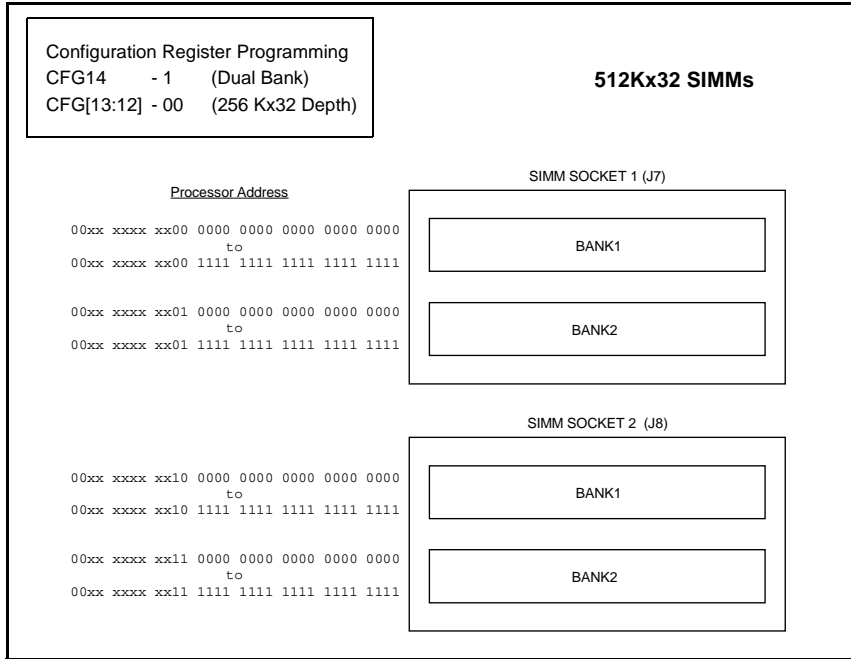 Configuration Register Programming
CFG14 - 1 (Dual Bank)
CFG[13:12] - 00 (256 Kx32 Depth)
512Kx32 SIMMs
Processor Address
SIMM SOCKET 1 (J7)
00xx xxxx xx00 0000 0000 0000 0000 0000
to
00xx xxxx xx00 1111 1111 1111 1111 1111
BANK1
00xx xxxx xx01 0000 0000 0000 0000 0000
to
00xx xxxx xx01 1111 1111 1111 1111 1111
BANK2
SIMM SOCKET 2 (J8)
00xx xxxx xx10 0000 0000 0000 0000 0000
to
00xx xxxx xx10 1111 1111 1111 1111 1111
BANK1
00xx xxxx xx11 0000 0000 0000 0000 0000
to
00xx xxxx xx11 1111 1111 1111 1111 1111
BANK2